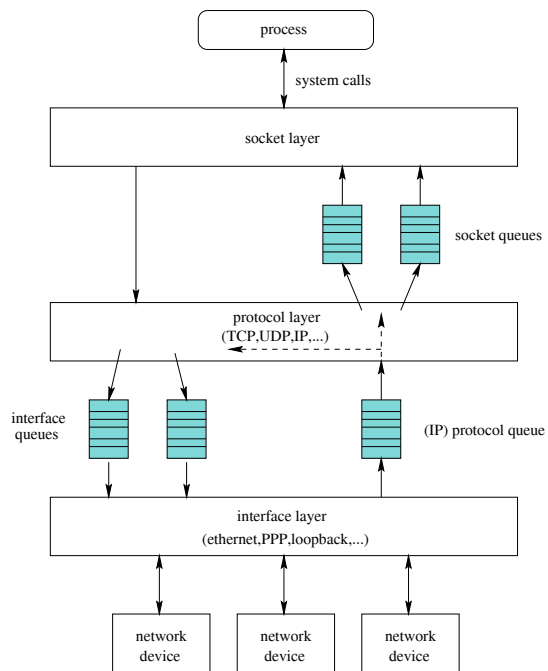 process
system calls
socket layer
socket queues
protocol layer
(TCP,UDP,IP,...)
interface
queues
(IP) protocol queue
interface layer
(ethernet,PPP,loopback,...)
network
device
network
device
network
device